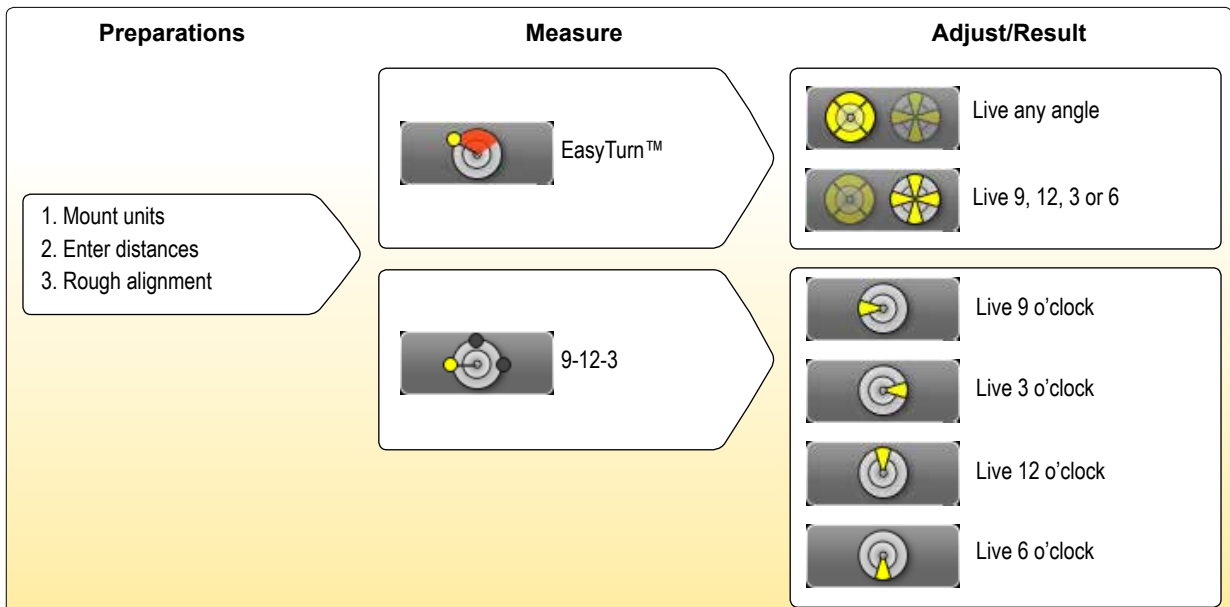 Preparations
Measure
Adjust/Result
1. Mount units
2. Enter distances
3. Rough alignment
EasyTurn™
9-12-3
Live any angle
Live 9, 12, 3 or 6
Live 9 o’clock
Live 3 o’clock
Live 12 o’clock
Live 6 o’clock